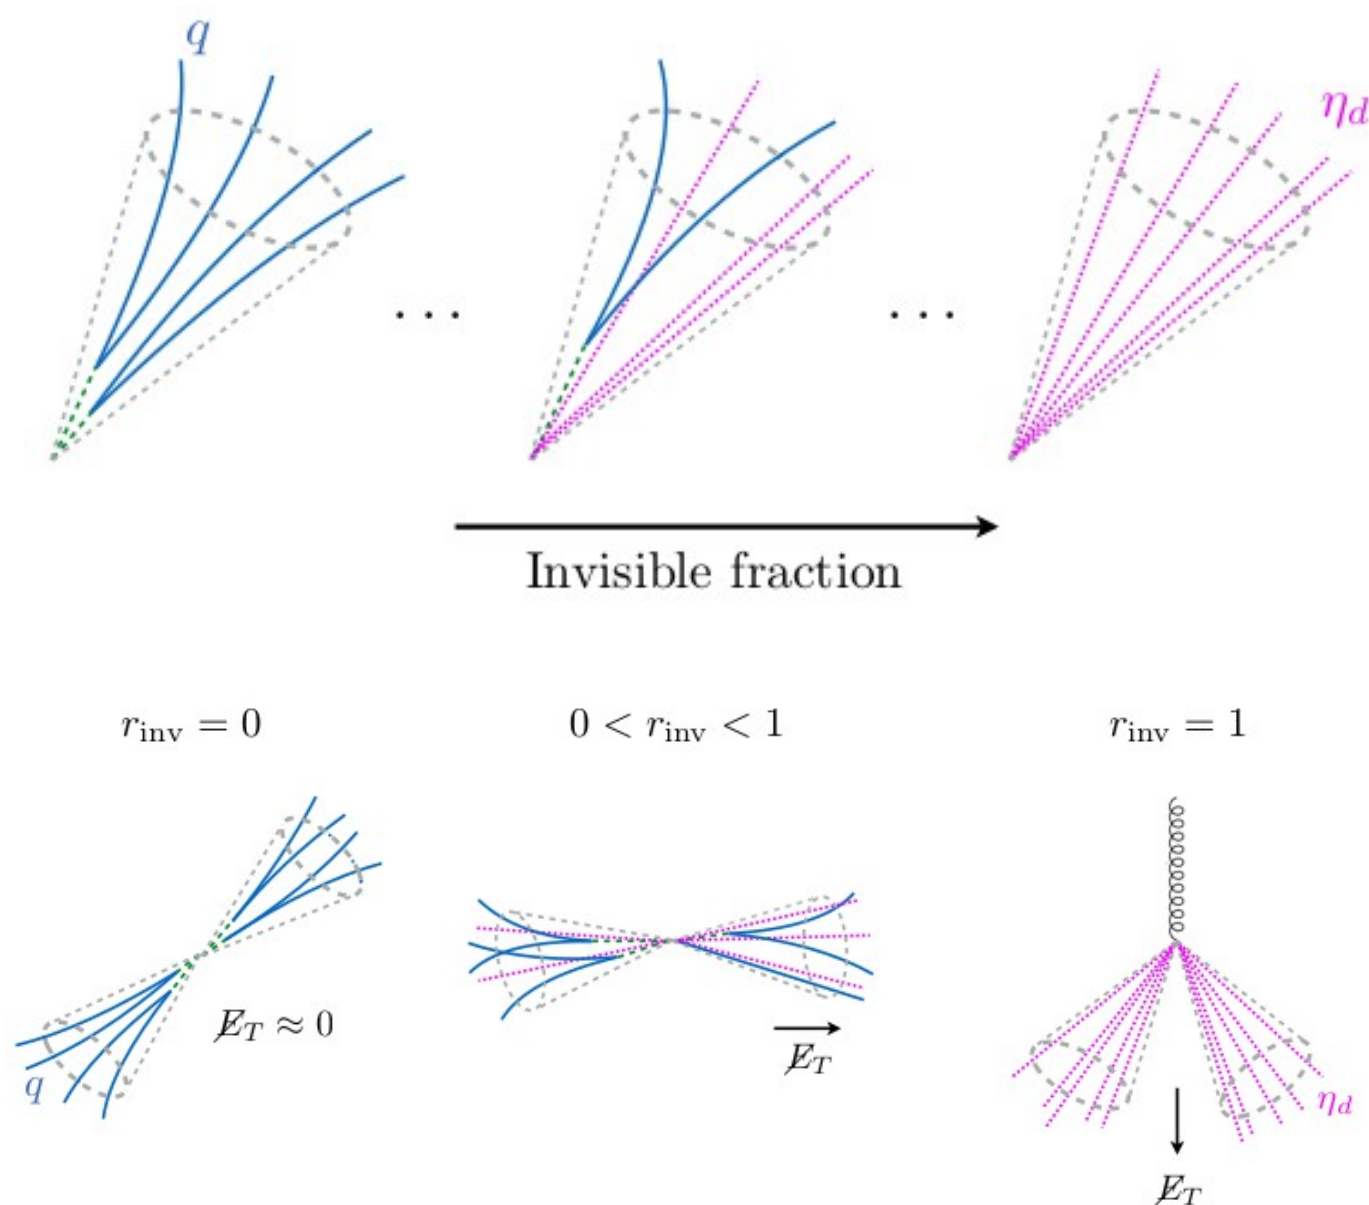 q
η_d
. . .
. . .
Invisible fraction
r_inv = 0
0 < r_inv < 1
r_inv = 1
E̸_T ≈ 0
q
E̸_T
η_d
E̸_T